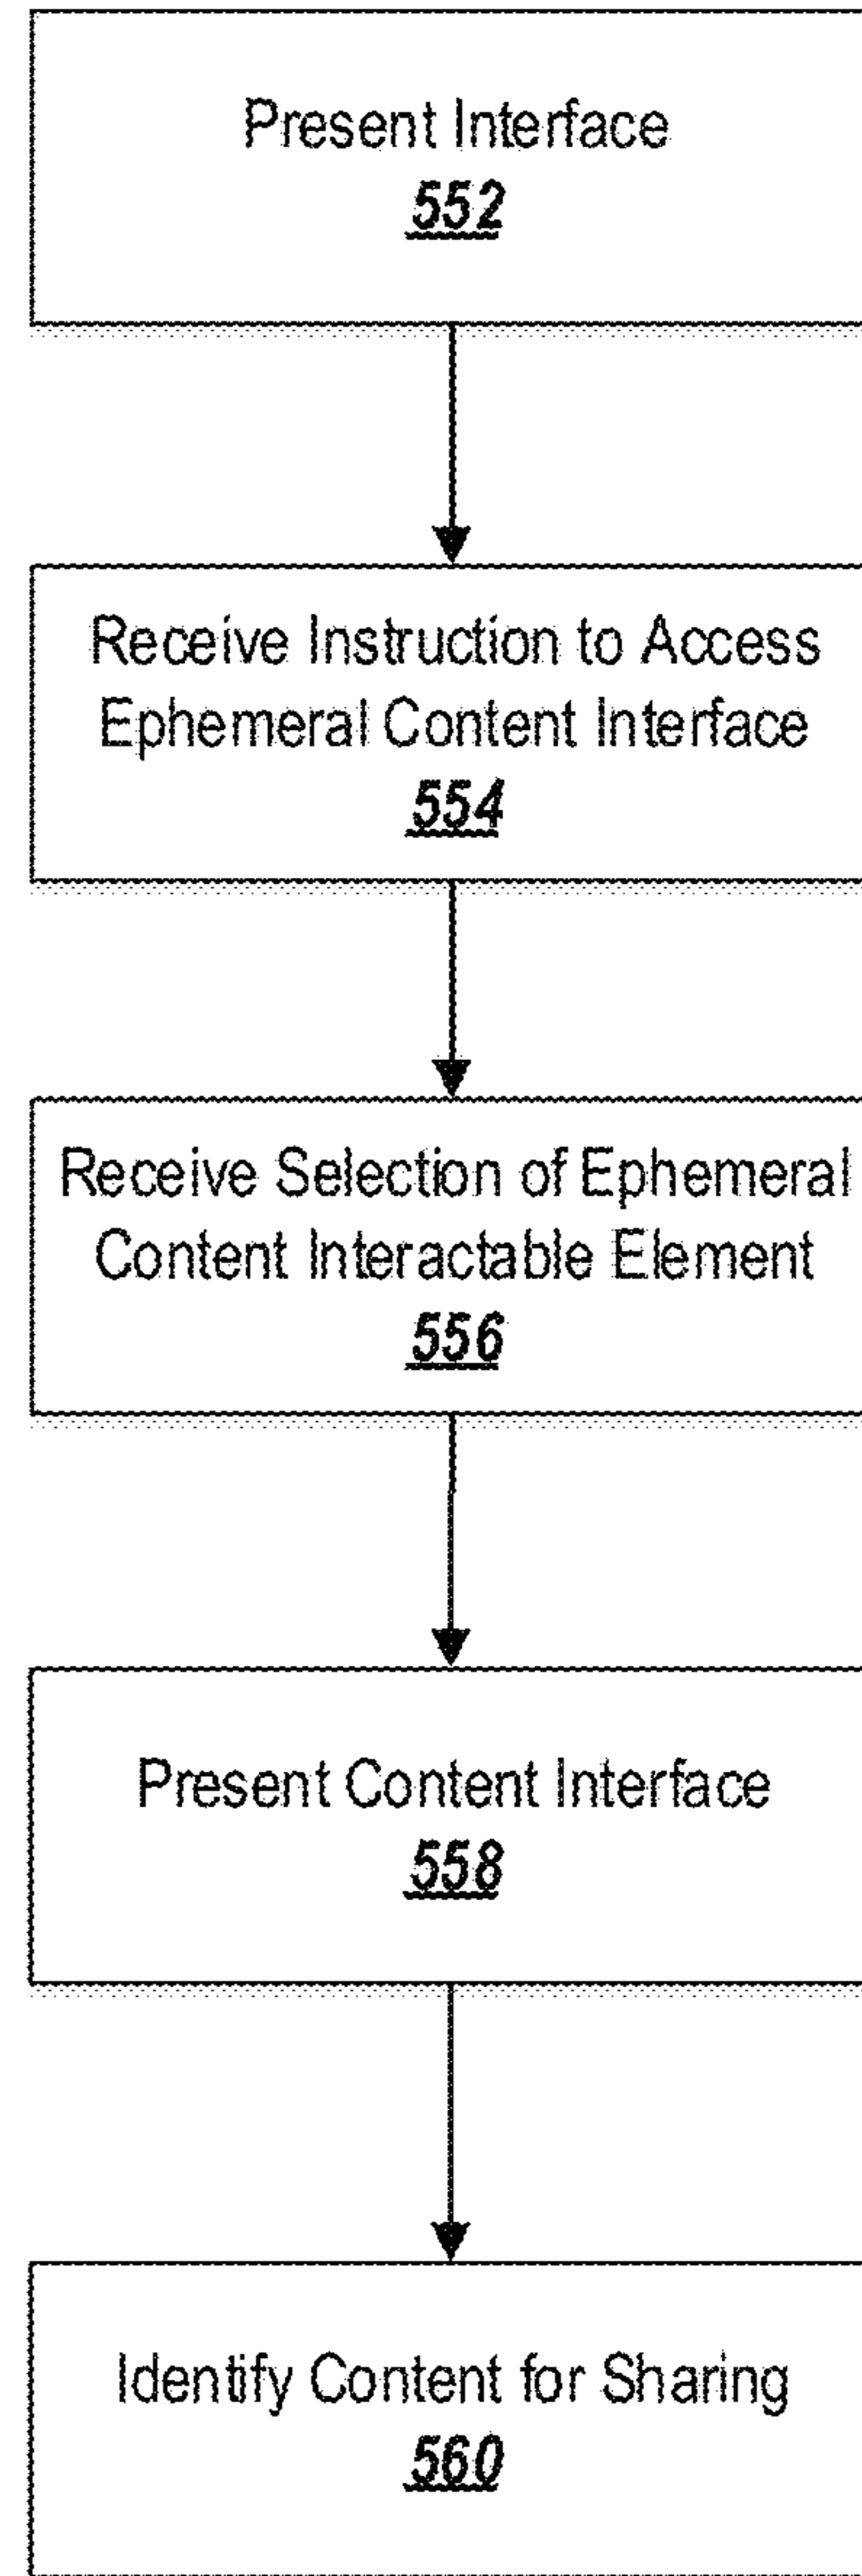 Present Interface
552
Receive Instruction to Access
Ephemeral Content Interface
554
Receive Selection of Ephemeral
Content Interactable Element
556
Present Content Interface
558
Identify Content for Sharing
560